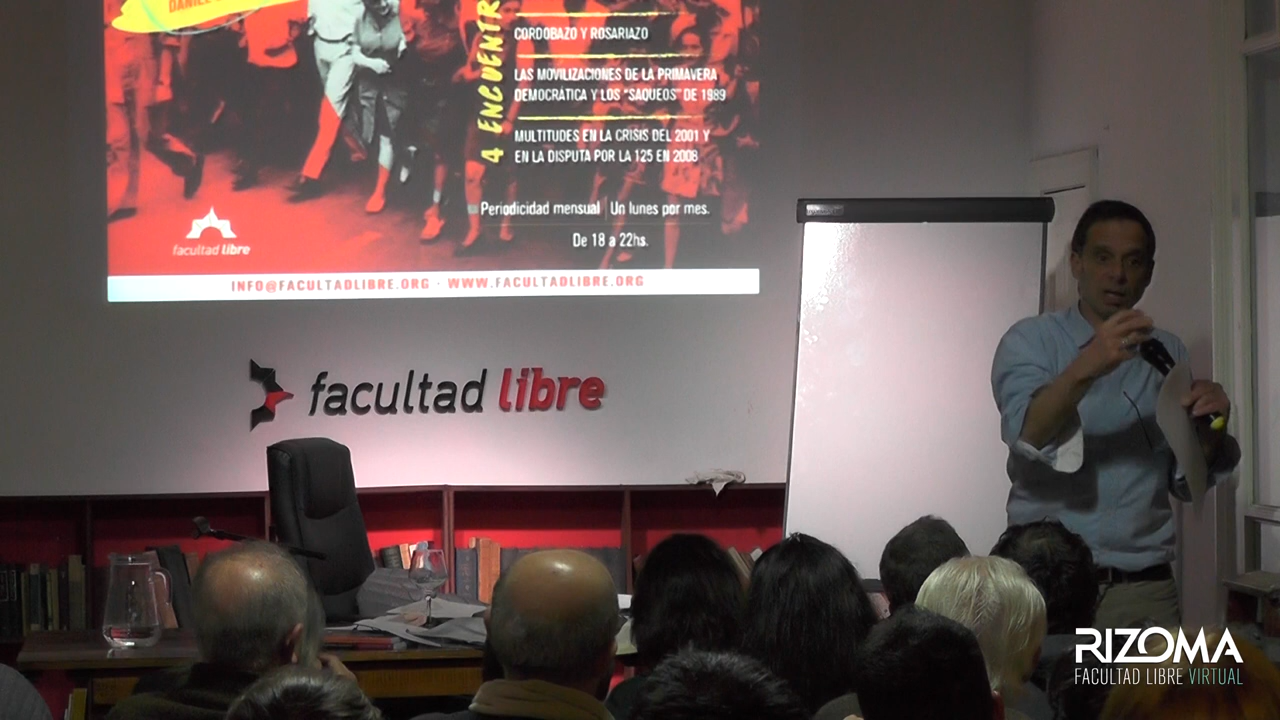 DANIEL
4 ENCUENTR
CORDOBAZO Y ROSARIAZO
LAS MOVILIZACIONES DE LA PRIMAVERA
DEMOCRÁTICA Y LOS "SAQUEOS" DE 1989
MULTITUDES EN LA CRISIS DEL 2001 Y
EN LA DISPUTA POR LA 125 EN 2008
Periodicidad mensual | Un lunes por mes.
De 18 a 22hs.
facultad libre
INFO@FACULTADLIBRE.ORG - WWW.FACULTADLIBRE.ORG
facultad libre
RIZOMA
FACULTAD LIBRE VIRTUAL